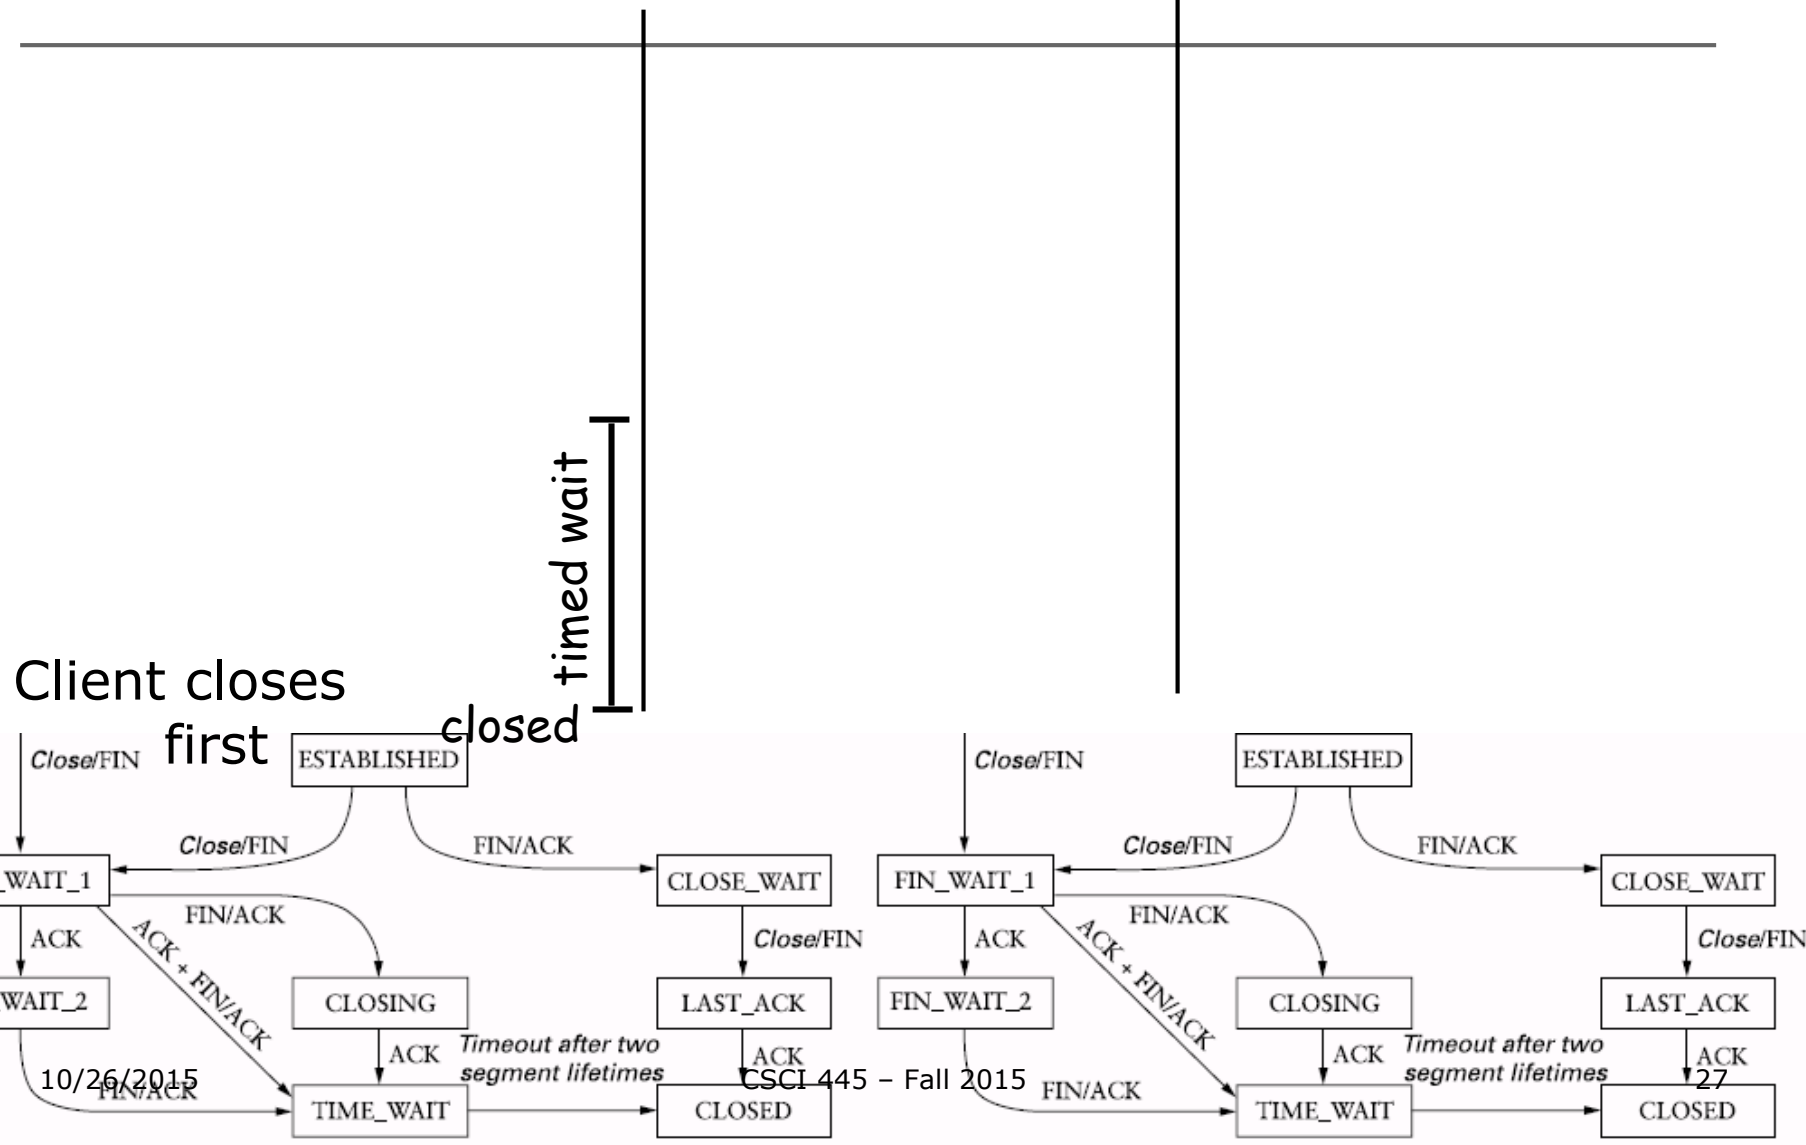 timed wait
Client closes
first
closed
Close/FIN
ESTABLISHED
Close/FIN
FIN/ACK
_WAIT_1
CLOSE_WAIT
FIN/ACK
ACK
ACK + FIN/ACK
Close/FIN
_WAIT_2
CLOSING
LAST_ACK
ACK
Timeout after two
segment lifetimes
ACK
FIN/ACK
TIME_WAIT
CLOSED
Close/FIN
ESTABLISHED
Close/FIN
FIN/ACK
FIN_WAIT_1
CLOSE_WAIT
FIN/ACK
ACK
ACK + FIN/ACK
Close/FIN
FIN_WAIT_2
CLOSING
LAST_ACK
ACK
Timeout after two
segment lifetimes
ACK
FIN/ACK
TIME_WAIT
CLOSED
10/26/2015
CSCI 445 – Fall 2015
27